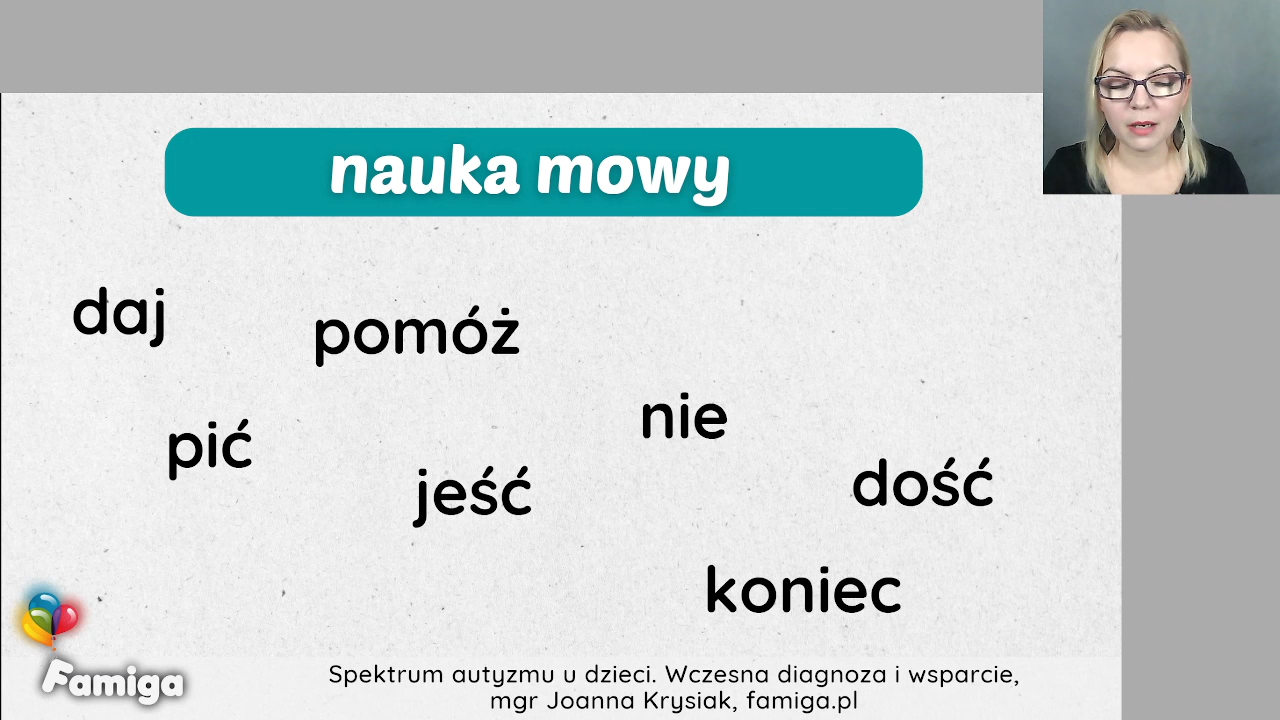 nauka mowy
daj
pomóż
nie
pić
jeść
dość
koniec
Famiga
Spektrum autyzmu u dzieci. Wczesna diagnoza i wsparcie,
mgr Joanna Krysiak, famiga.pl